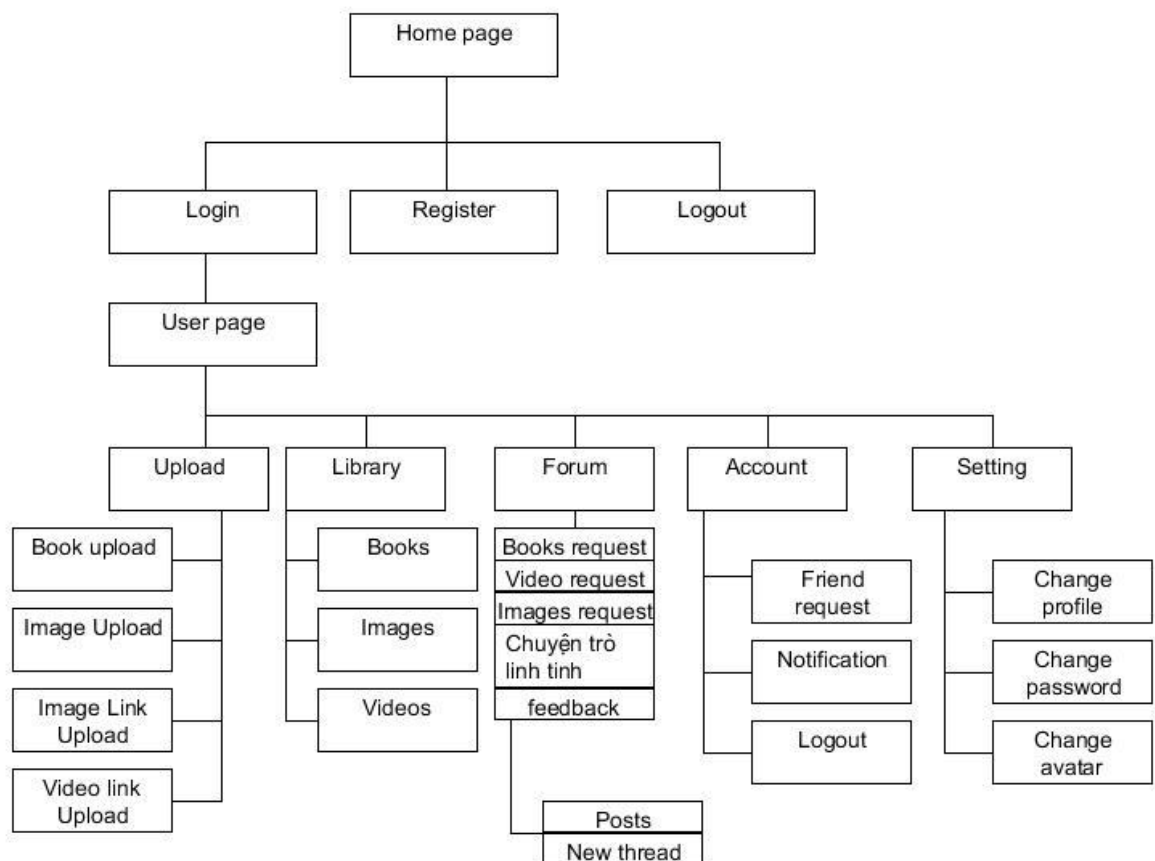 Home page
Login
Register
Logout
User page
Upload
Library
Forum
Account
Setting
Book upload
Image Upload
Image Link
Upload
Video link
Upload
Books
Images
Videos
Books request
Video request
Images request
Chuyện trò
linh tinh
feedback
Posts
New thread
Friend
request
Notification
Logout
Change
profile
Change
password
Change
avatar